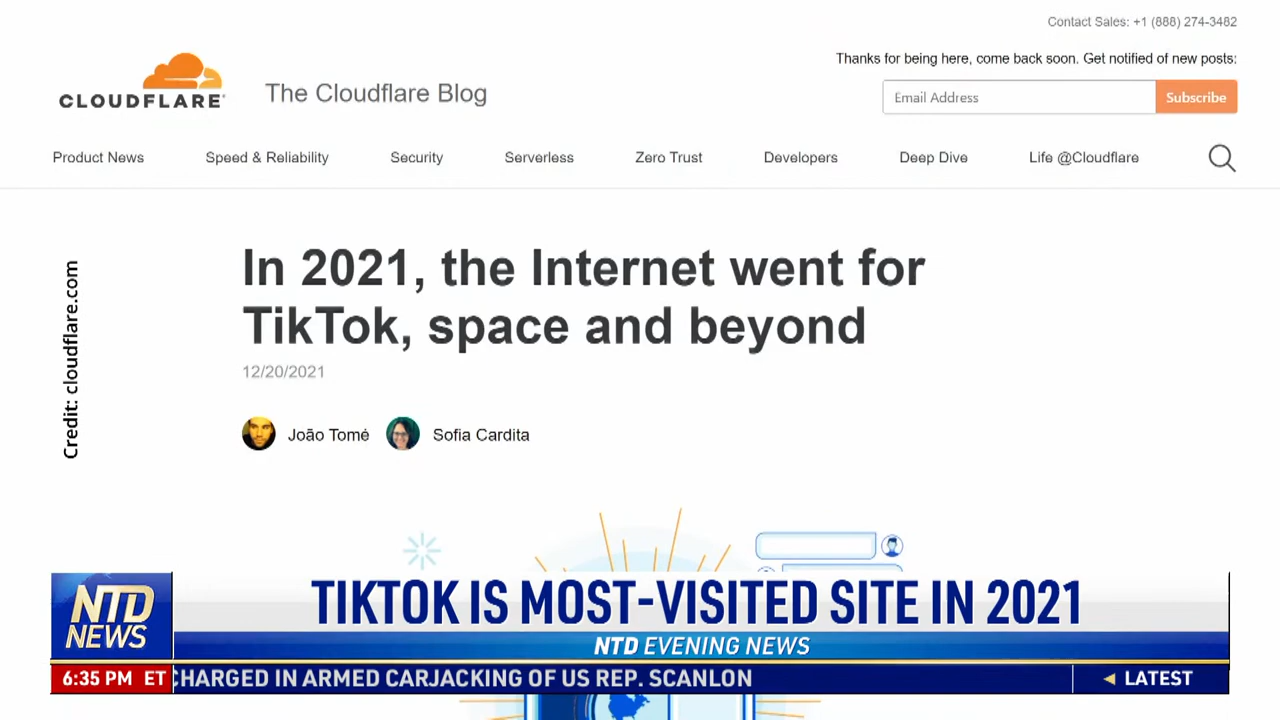 Contact Sales: +1 (888) 274-3482
Thanks for being here, come back soon. Get notified of new posts:
CLOUDFLARE
The Cloudflare Blog
Email Address
Subscribe
Product News
Speed & Reliability
Security
Serverless
Zero Trust
Developers
Deep Dive
Life @Cloudflare
In 2021, the Internet went for
TikTok, space and beyond
12/20/2021
João Tomé
Sofia Cardita
Credit: cloudflare.com
NTD
NEWS
TIKTOK IS MOST-VISITED SITE IN 2021
NTD EVENING NEWS
6:35 PM ET
CHARGED IN ARMED CARJACKING OF US REP. SCANLON
LATEST